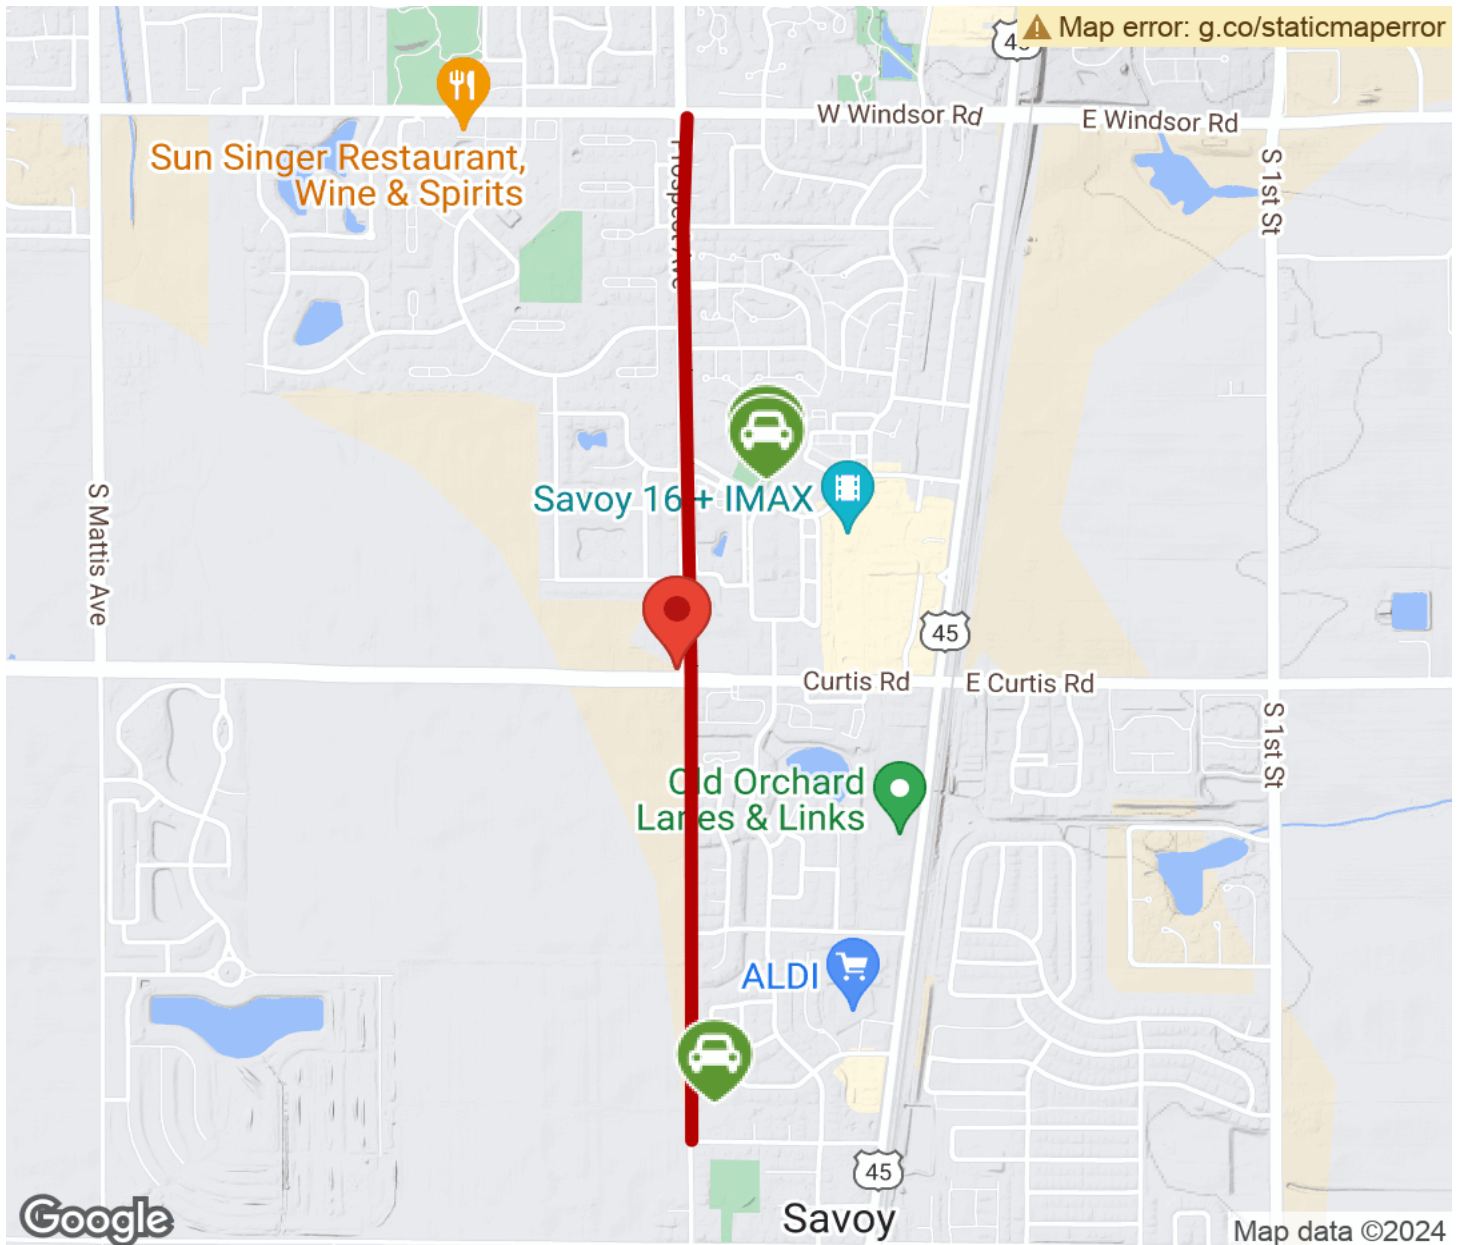 Map error: g.co/staticmaperror
W Windsor Rd
E Windsor Rd
Sun Singer Restaurant,
Wine & Spirits
S 1st St
S Mattis Ave
Savoy 16 + IMAX
45
Curtis Rd
E Curtis Rd
S 1st St
Old Orchard
Lanes & Links
ALDI
45
Savoy
Google
Map data ©2024